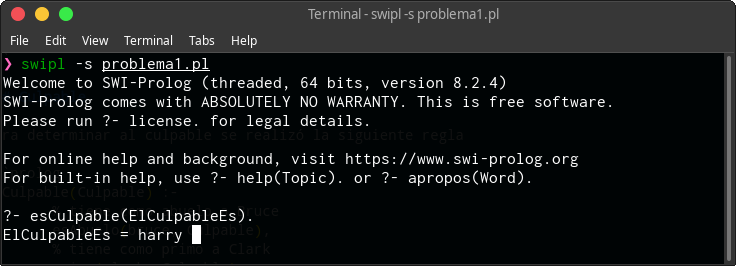 Terminal - swipl -s problema1.pl
File Edit View Terminal Tabs Help
❯ swipl -s problema1.pl
Welcome to SWI-Prolog (threaded, 64 bits, version 8.2.4)
SWI-Prolog comes with ABSOLUTELY NO WARRANTY. This is free software.
Please run ?- license. for legal details.
ra determinar al culpable se realizó la siguiente regla
For online help and background, visit https://www.swi-prolog.org
For built-in help, use ?- help(Topic). or ?- apropos(Word).
Culpable(Culpable) :-
?- esCulpable(ElCulpableEs).
ElCulpableEs = harry
% tiene como primo a Clark